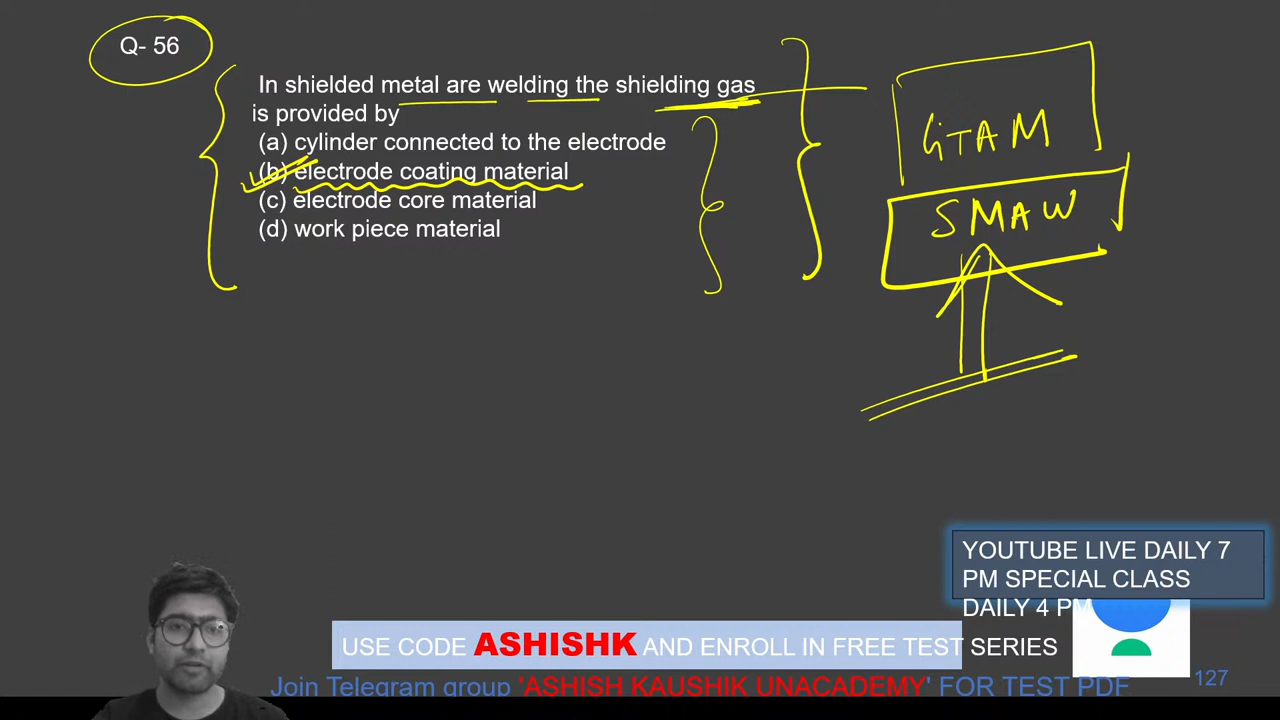 Q- 56
In shielded metal are welding the shielding gas
is provided by
(a) cylinder connected to the electrode
(b) electrode coating material
(c) electrode core material
(d) work piece material
GTAM
SMAW
YOUTUBE LIVE DAILY 7
PM SPECIAL CLASS
DAILY 4 PM
USE CODE ASHISHK AND ENROLL IN FREE TEST SERIES
Join Telegram group 'ASHISH KAUSHIK UNACADEMY' FOR TEST PDF
127